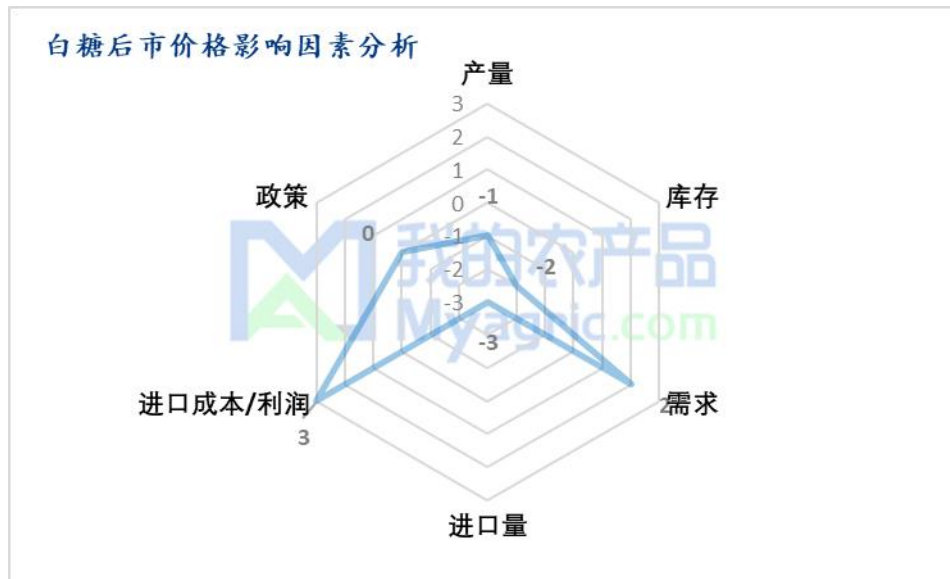 白糖后市价格影响因素分析
产量
3
2
1
0
-1
-2
-3
-1
库存
-2
政策
0
我的农产品
Myagric.com
-3
进口成本/利润
3
需求
2
进口量